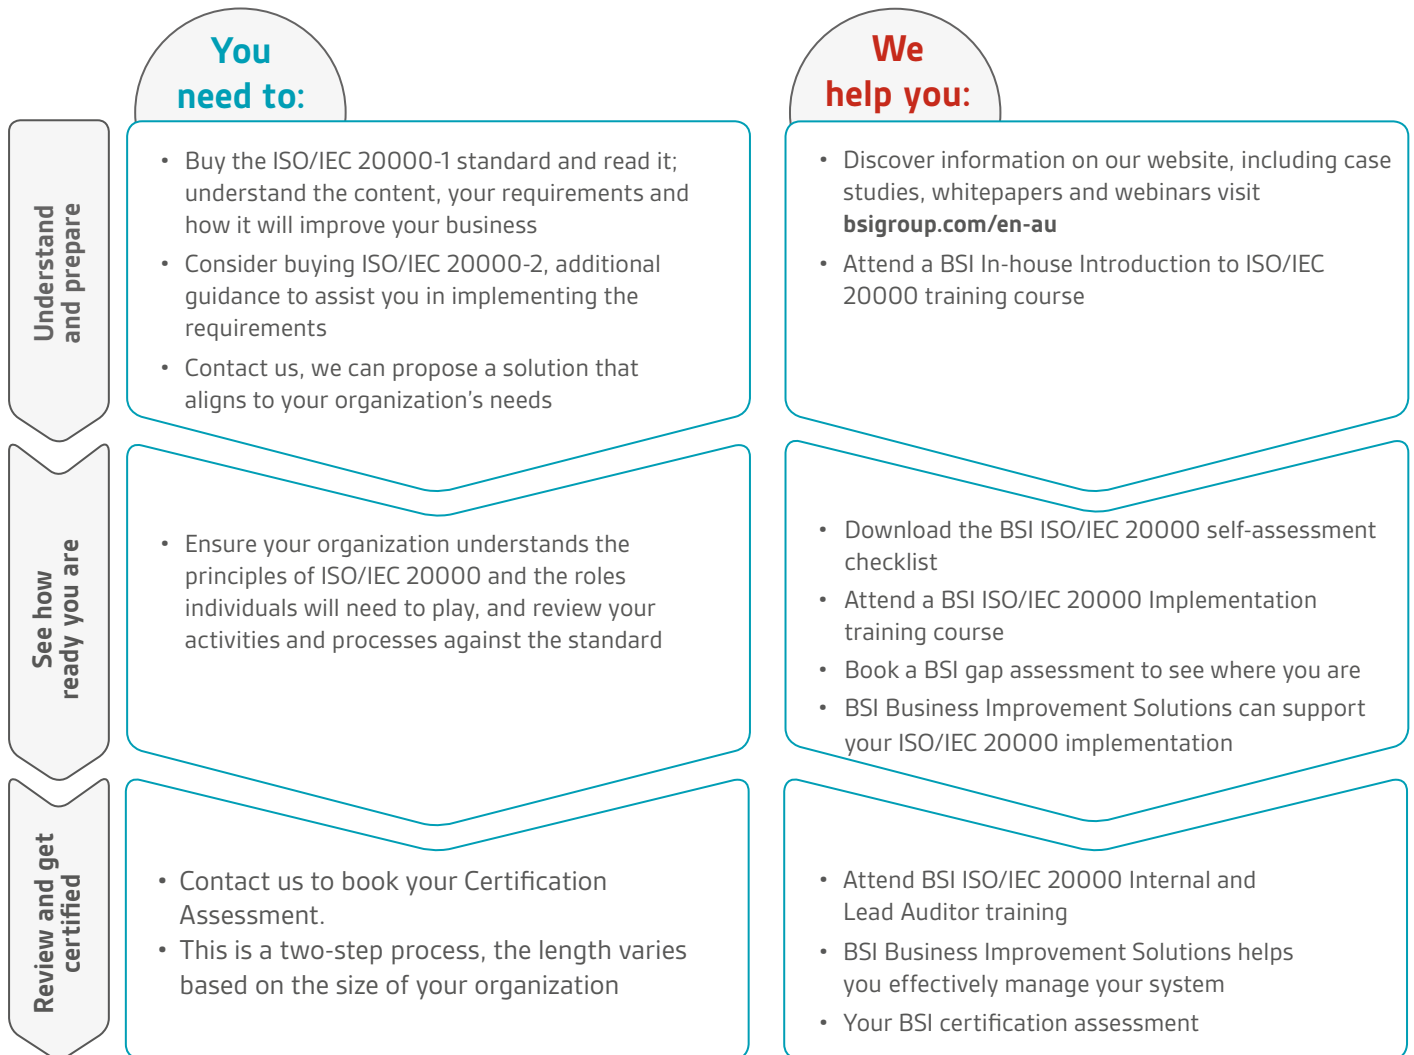 You
need to:
We
help you:
Understand
and prepare
• Buy the ISO/IEC 20000-1 standard and read it;
understand the content, your requirements and
how it will improve your business
• Consider buying ISO/IEC 20000-2, additional
guidance to assist you in implementing the
requirements
• Contact us, we can propose a solution that
aligns to your organization’s needs
• Discover information on our website, including case
studies, whitepapers and webinars visit
bsigroup.com/en-au
• Attend a BSI In-house Introduction to ISO/IEC
20000 training course
See how
ready you are
• Ensure your organization understands the
principles of ISO/IEC 20000 and the roles
individuals will need to play, and review your
activities and processes against the standard
• Download the BSI ISO/IEC 20000 self-assessment
checklist
• Attend a BSI ISO/IEC 20000 Implementation
training course
• Book a BSI gap assessment to see where you are
• BSI Business Improvement Solutions can support
your ISO/IEC 20000 implementation
Review and get
certified
• Contact us to book your Certification
Assessment.
• This is a two-step process, the length varies
based on the size of your organization
• Attend BSI ISO/IEC 20000 Internal and
Lead Auditor training
• BSI Business Improvement Solutions helps
you effectively manage your system
• Your BSI certification assessment